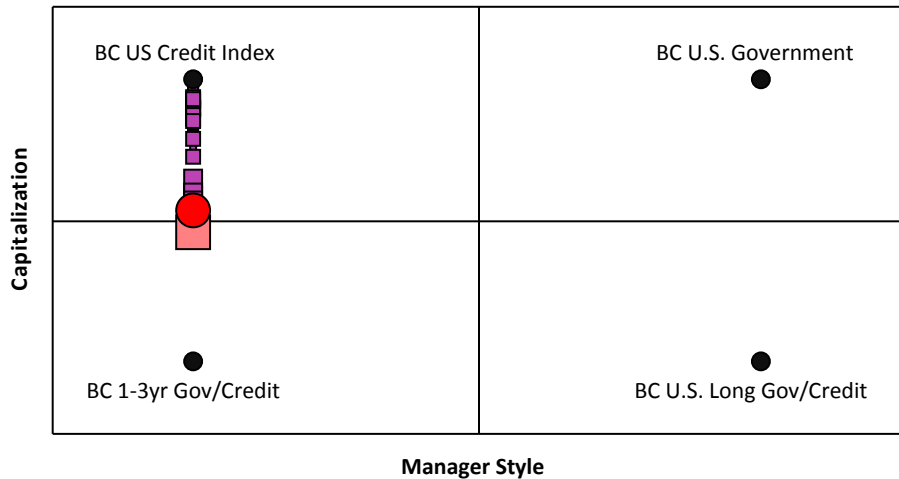 BC US Credit Index
BC U.S. Government
Capitalization
BC 1-3yr Gov/Credit
BC U.S. Long Gov/Credit
Manager Style